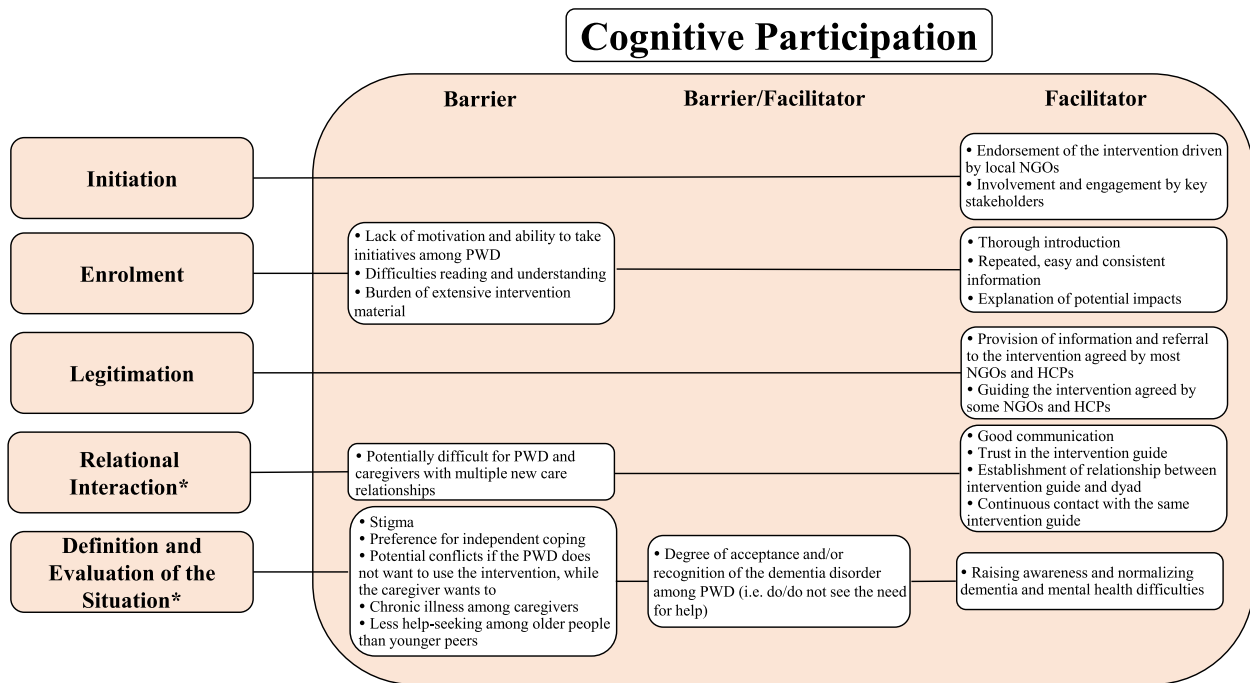 Cognitive Participation
Barrier
Barrier/Facilitator
Facilitator
Initiation
• Endorsement of the intervention driven
by local NGOs
• Involvement and engagement by key
stakeholders
Enrolment
• Lack of motivation and ability to take
initiatives among PWD
• Difficulties reading and understanding
• Burden of extensive intervention
material
• Thorough introduction
• Repeated, easy and consistent
information
• Explanation of potential impacts
Legitimation
• Provision of information and referral
to the intervention agreed by most
NGOs and HCPs
• Guiding the intervention agreed by
some NGOs and HCPs
Relational
Interaction*
• Potentially difficult for PWD and
caregivers with multiple new care
relationships
• Good communication
• Trust in the intervention guide
• Establishment of relationship between
intervention guide and dyad
• Continuous contact with the same
intervention guide
Definition and
Evaluation of the
Situation*
• Stigma
• Preference for independent coping
• Potential conflicts if the PWD does
not want to use the intervention, while
the caregiver wants to
• Chronic illness among caregivers
• Less help-seeking among older people
than younger peers
• Degree of acceptance and/or
recognition of the dementia disorder
among PWD (i.e. do/do not see the need
for help)
• Raising awareness and normalizing
dementia and mental health difficulties